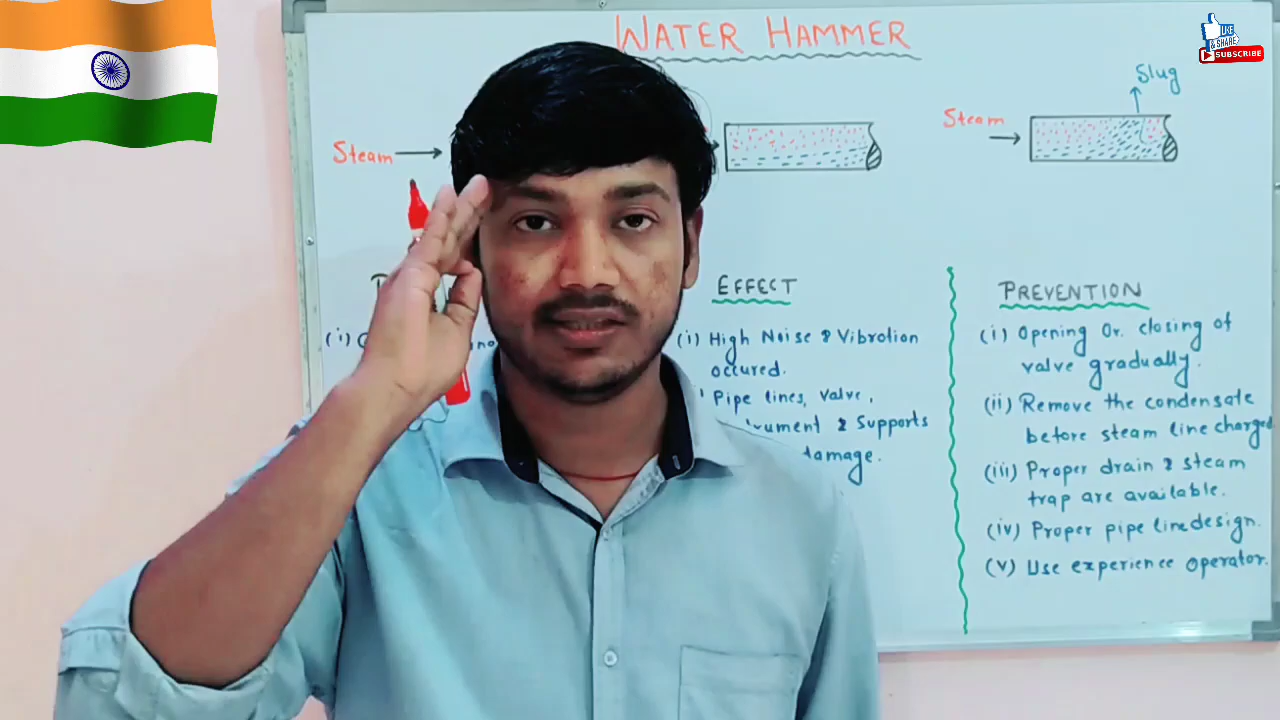 WATER HAMMER
LIKE
& SHARE
SUBSCRIBE
Slug
Steam
Steam
EFFECT
(i) High Noise & Vibrotion
occured.
Pipe lines, valve,
& Supports
damage.
PREVENTION
(i) Opening Or closing of
valve gradually.
(ii) Remove the condensate
before steam line charged
(iii) Proper drain & steam
trap are available.
(iv) Proper pipe line design.
(v) Use experience operator.
(i)